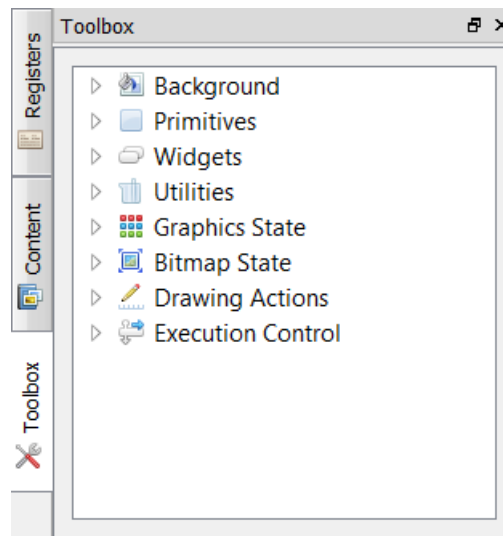 Toolbox
Registers
Content
Toolbox
Background
Primitives
Widgets
Utilities
Graphics State
Bitmap State
Drawing Actions
Execution Control